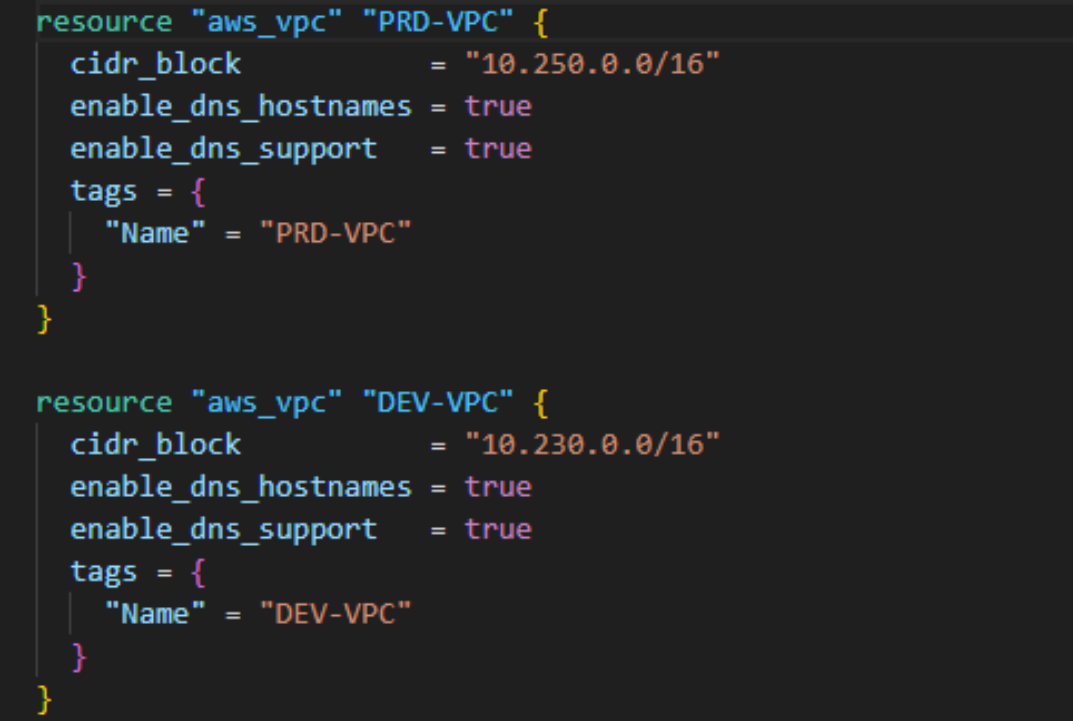 resource "aws_vpc" "PRD-VPC" {
  cidr_block           = "10.250.0.0/16"
  enable_dns_hostnames = true
  enable_dns_support   = true
  tags = {
    "Name" = "PRD-VPC"
  }
}

resource "aws_vpc" "DEV-VPC" {
  cidr_block           = "10.230.0.0/16"
  enable_dns_hostnames = true
  enable_dns_support   = true
  tags = {
    "Name" = "DEV-VPC"
  }
}